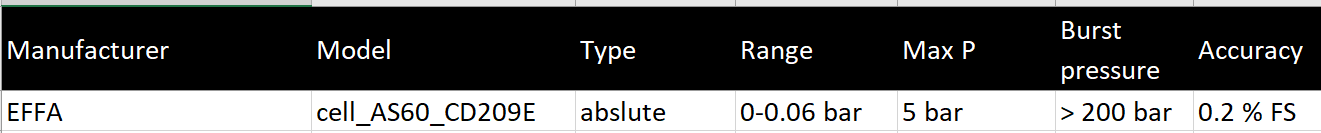 Manufacturer Model Type Range Max P Burst pressure Accuracy
EFFA cell_AS60_CD209E abslute 0-0.06 bar 5 bar > 200 bar 0.2 % FS